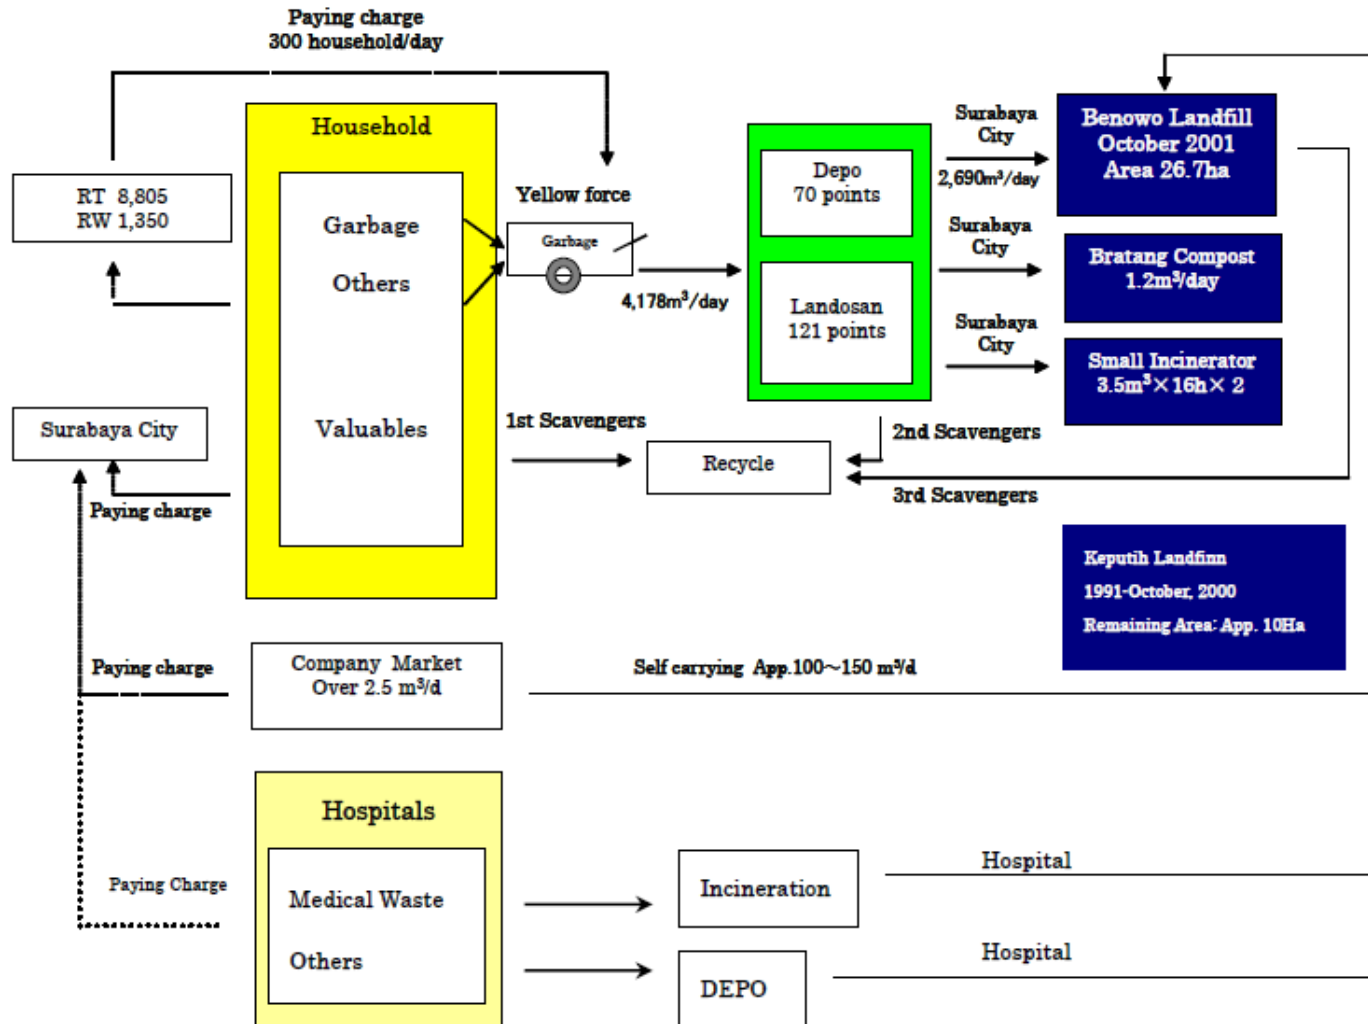 Paying charge
300 household/day
Household
RT 8,805
RW 1,350
Garbage
Others
Valuables
Yellow force
Garbage
4,178m³/day
Depo
70 points
Landosan
121 points
Surabaya
City
2,690m³/day
Surabaya
City
Surabaya
City
Benowo Landfill
October 2001
Area 26.7ha
Bratang Compost
1.2m³/day
Small Incinerator
3.5m³×16h×2
Surabaya City
Paying charge
1st Scavengers
Recycle
2nd Scavengers
3rd Scavengers
Keputih Landfinn
1991-October, 2000
Remaining Area: App. 10Ha
Paying charge
Company Market
Over 2.5 m³/d
Self carrying App.100～150 m³/d
Hospitals
Paying Charge
Medical Waste
Others
Incineration
DEPO
Hospital
Hospital